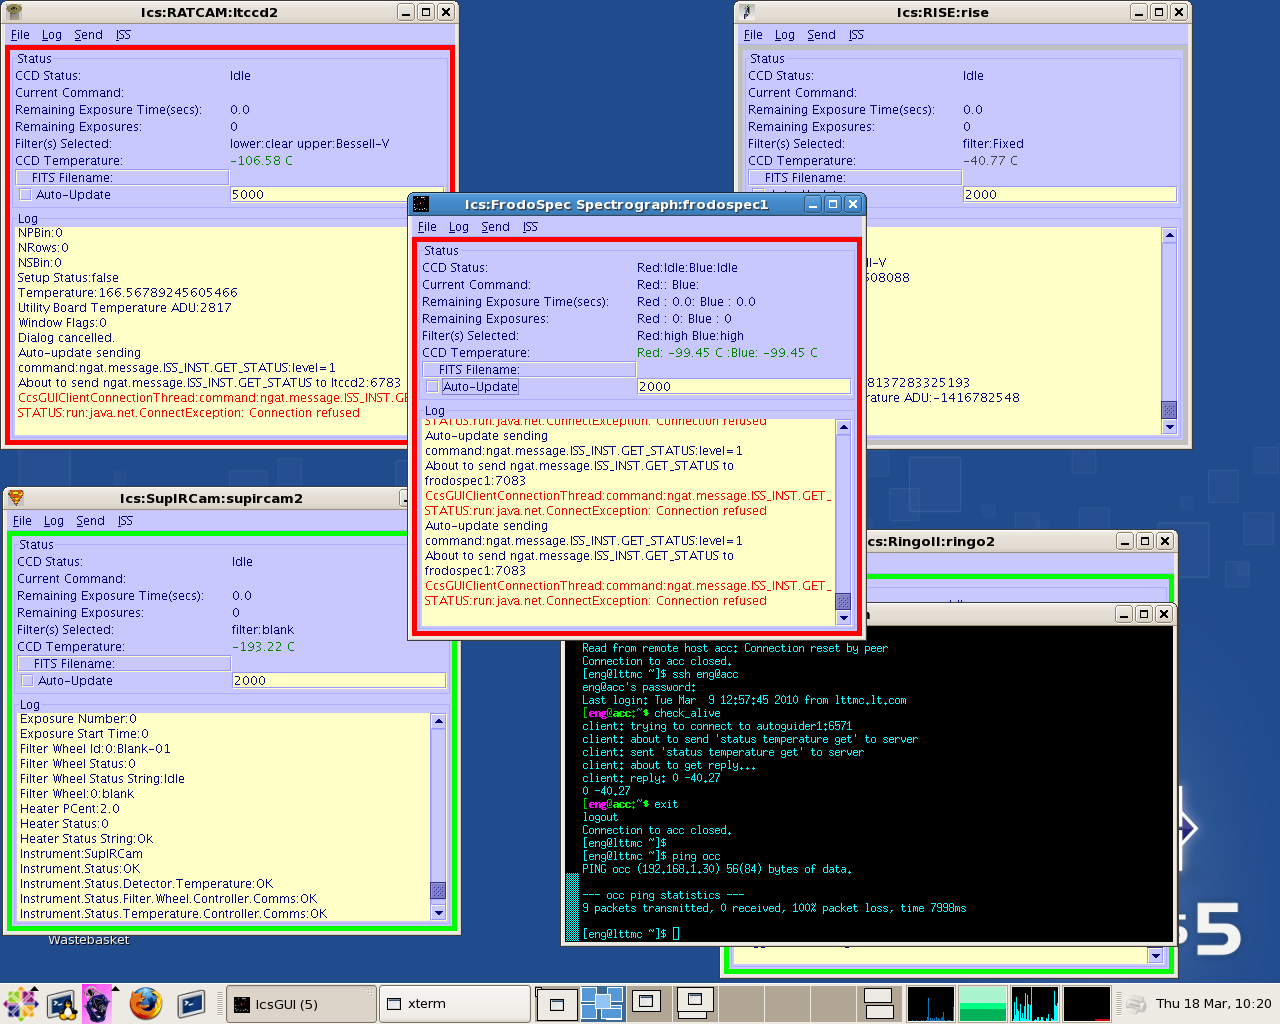 Ics:RATCAM:ltccd2
File Log Send ISS
Status
CCD Status: Idle
Current Command:
Remaining Exposure Time(secs): 0.0
Remaining Exposures: 0
Filter(s) Selected: lower:clear upper:Bessell-V
CCD Temperature: -106.58 C
FITS Filename:
Auto-Update 5000
Log
NPBin:0
NRows:0
NSBin:0
Setup Status:false
Temperature:166.56789245605466
Utility Board Temperature ADU:2817
Window Flags:0
Dialog cancelled.
Auto-update sending
command:ngat.message.ISS_INST.GET_STATUS:level=1
About to send ngat.message.ISS_INST.GET_STATUS to ltccd2:6783
CcsGUIClientConnectionThread:command:ngat.message.ISS_INST.GE
STATUS:run:java.net.ConnectException: Connection refused
Ics:RISE:rise
File Log Send ISS
Status
CCD Status: Idle
Current Command:
Remaining Exposure Time(secs): 0.0
Remaining Exposures: 0
Filter(s) Selected: filter:Fixed
CCD Temperature: -40.77 C
FITS Filename:
2000
ll-V
508088
8137283325193
rature ADU:-1416782548
Ics:FrodoSpec Spectrograph:frodospec1
File Log Send ISS
Status
CCD Status: Red:Idle:Blue:Idle
Current Command: Red:: Blue:
Remaining Exposure Time(secs): Red : 0.0: Blue : 0.0
Remaining Exposures: Red : 0: Blue : 0
Filter(s) Selected: Red:high Blue:high
CCD Temperature: Red: -99.45 C :Blue: -99.45 C
FITS Filename:
Auto-Update 2000
Log
STATUS:run:java.net.ConnectException: Connection refused
Auto-update sending
command:ngat.message.ISS_INST.GET_STATUS:level=1
About to send ngat.message.ISS_INST.GET_STATUS to
frodospec1:7083
CcsGUIClientConnectionThread:command:ngat.message.ISS_INST.GET_
STATUS:run:java.net.ConnectException: Connection refused
Auto-update sending
command:ngat.message.ISS_INST.GET_STATUS:level=1
About to send ngat.message.ISS_INST.GET_STATUS to
frodospec1:7083
CcsGUIClientConnectionThread:command:ngat.message.ISS_INST.GET_
STATUS:run:java.net.ConnectException: Connection refused
Ics:SupIRCam:supircam2
File Log Send ISS
Status
CCD Status: Idle
Current Command:
Remaining Exposure Time(secs): 0.0
Remaining Exposures: 0
Filter(s) Selected: filter:blank
CCD Temperature: -193.22 C
FITS Filename:
Auto-Update 2000
Log
Exposure Number:0
Exposure Start Time:0
Filter Wheel Id:0:Blank-01
Filter Wheel Status:0
Filter Wheel Status String:Idle
Filter Wheel:0:blank
Heater PCent:2.0
Heater Status:0
Heater Status String:Ok
Instrument:SupIRCam
Instrument.Status:OK
Instrument.Status.Detector.Temperature:OK
Instrument.Status.Filter.Wheel.Controller.Comms:OK
Instrument.Status.Temperature.Controller.Comms:OK
Wastebasket
cs:RingoII:ringo2
Read from remote host acc: Connection reset by peer
Connection to acc closed.
[eng@lttmc ~]$ ssh eng@acc
eng@acc's password:
Last login: Tue Mar  9 12:57:45 2010 from lttmc.lt.com
[eng@acc:~$ check_alive
client: trying to connect to autoguider1:6571
client: about to send 'status temperature get' to server
client: sent 'status temperature get' to server
client: about to get reply...
client: reply: 0 -40.27
0 -40.27
[eng@acc:~$ exit
logout
Connection to acc closed.
[eng@lttmc ~]$
[eng@lttmc ~]$ ping occ
PING occ (192.168.1.30) 56(84) bytes of data.
--- occ ping statistics ---
9 packets transmitted, 0 received, 100% packet loss, time 7998ms
[eng@lttmc ~]$
5
IcsGUI (5)
xterm
Thu 18 Mar, 10:20